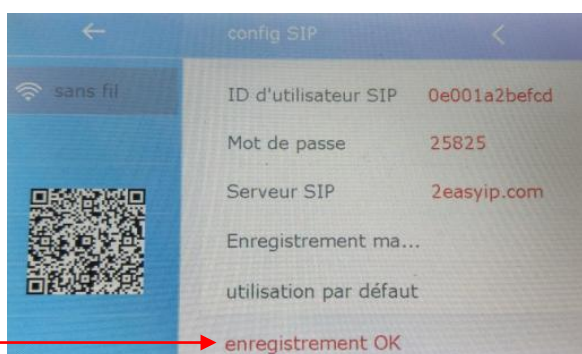 config SIP
sans fil
ID d'utilisateur SIP 0e001a2befcd
Mot de passe 25825
Serveur SIP 2easyip.com
Enregistrement ma...
utilisation par défaut
enregistrement OK